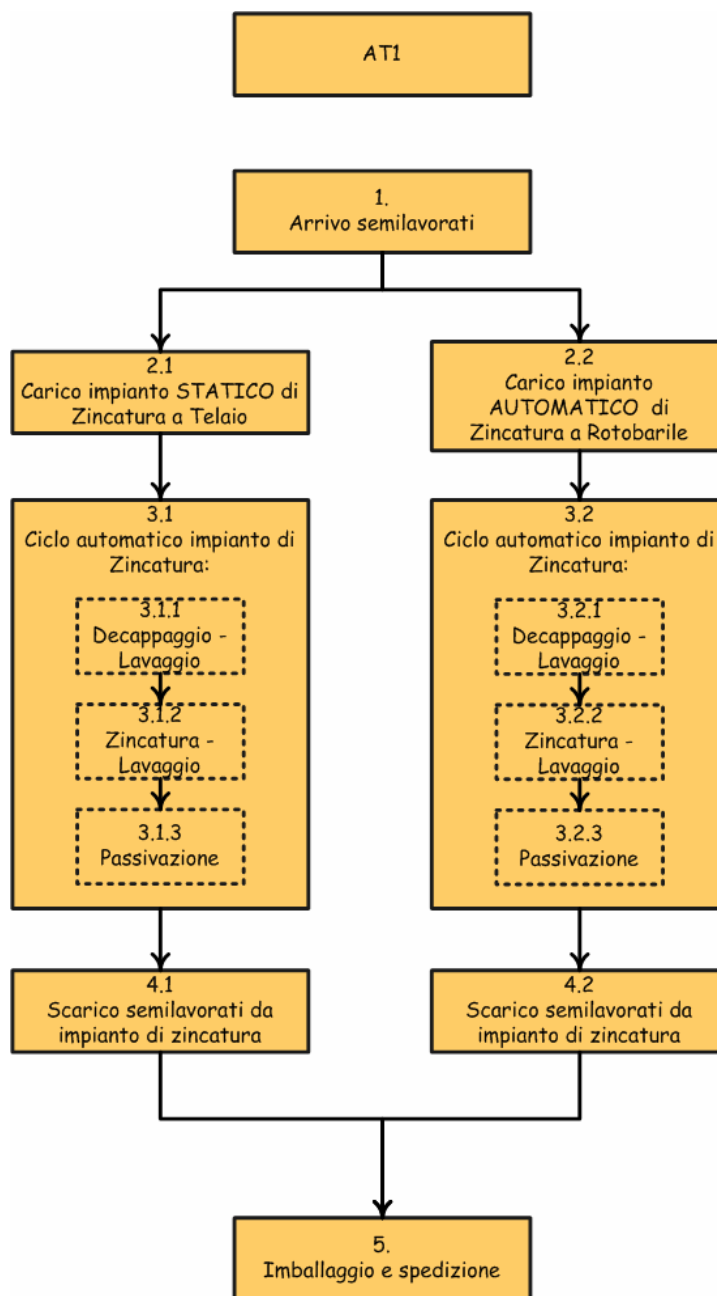 AT1
1.
Arrivo semilavorati
2.1
Carico impianto STATICO di
Zincatura a Telaio
2.2
Carico impianto
AUTOMATICO di
Zincatura a Rotobarile
3.1
Ciclo automatico impianto di
Zincatura:
3.1.1
Decappaggio -
Lavaggio
3.1.2
Zincatura -
Lavaggio
3.1.3
Passivazione
3.2
Ciclo automatico impianto di
Zincatura:
3.2.1
Decappaggio -
Lavaggio
3.2.2
Zincatura -
Lavaggio
3.2.3
Passivazione
4.1
Scarico semilavorati da
impianto di zincatura
4.2
Scarico semilavorati da
impianto di zincatura
5.
Imballaggio e spedizione